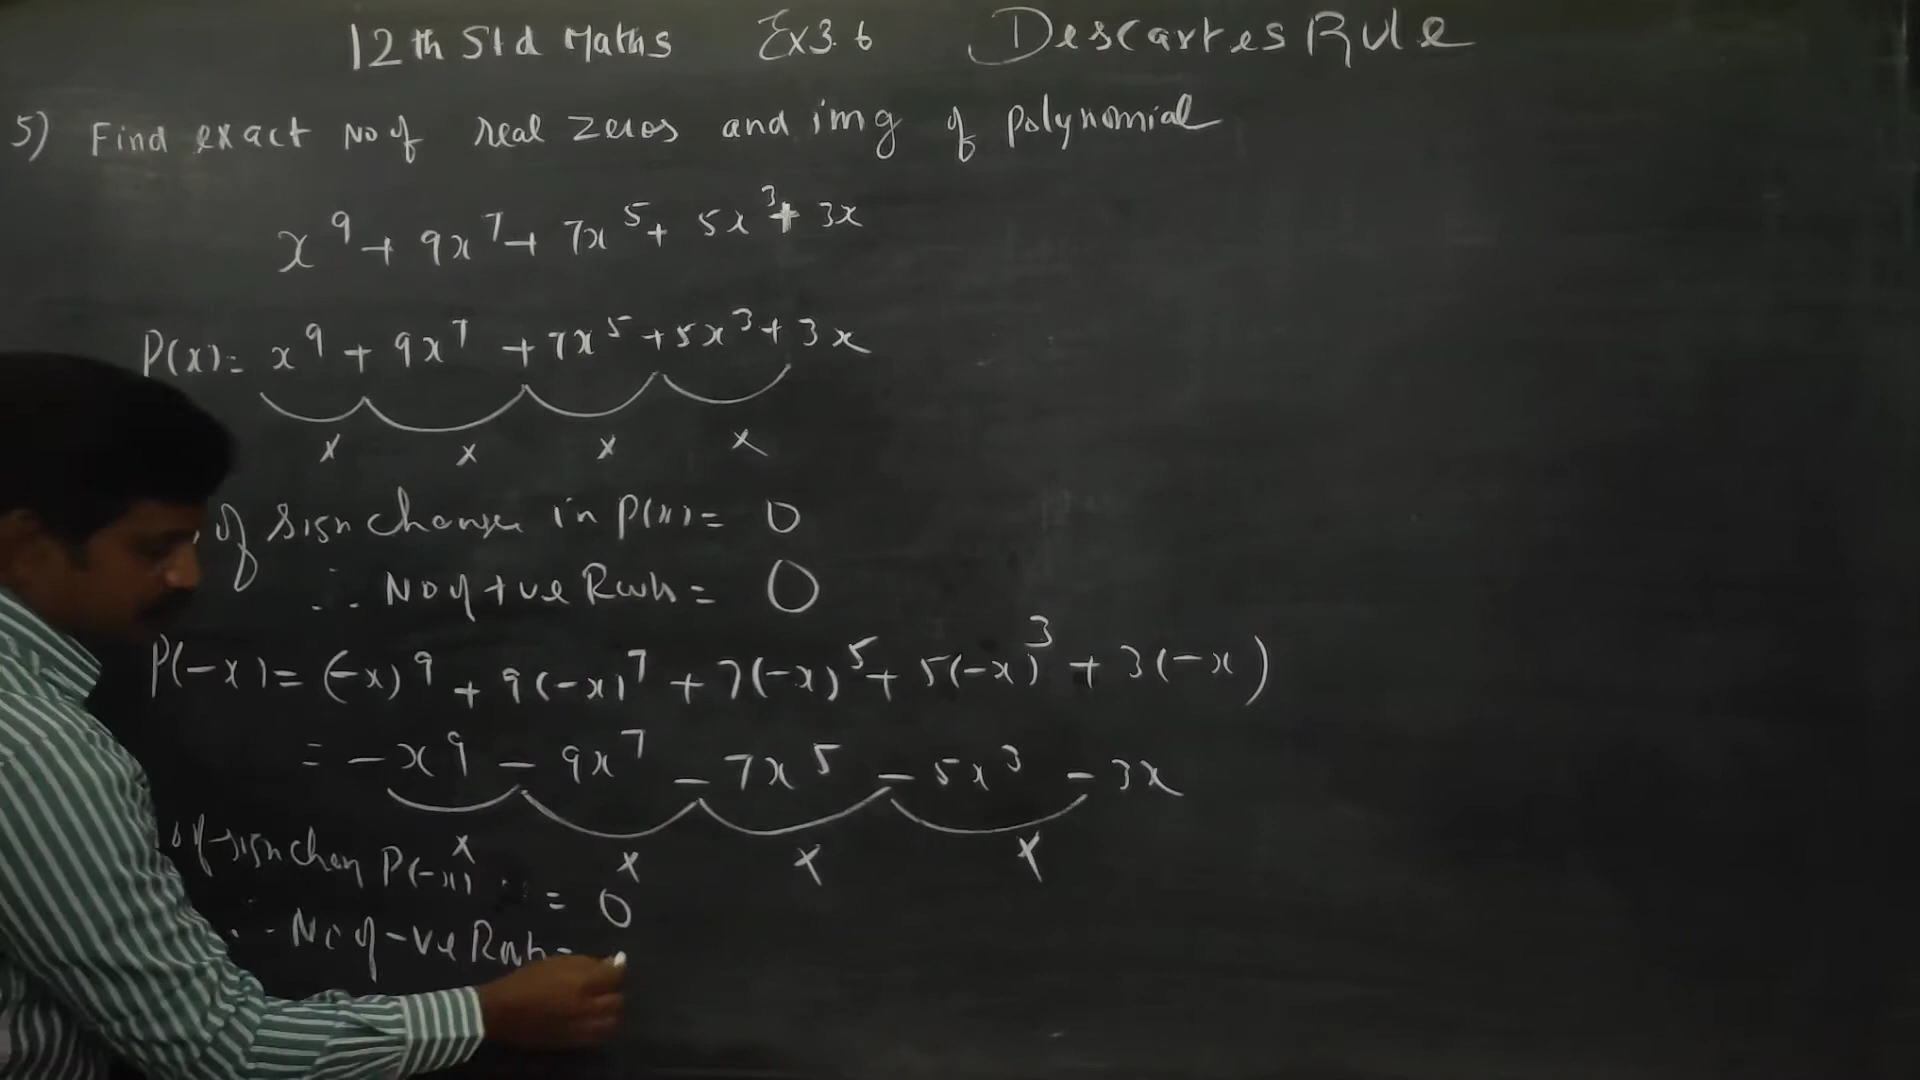 12th Std Maths Ex3.6 Descartes Rule
5) Find exact No of real zeros and img of polynomial
x⁹ + 9x⁷ + 7x⁵ + 5x³ + 3x
P(x) = x⁹ + 9x⁷ + 7x⁵ + 5x³ + 3x
x x x x
of sign change in P(x) = 0
∴ No of +ve Roots = 0
P(-x) = (-x)⁹ + 9(-x)⁷ + 7(-x)⁵ + 5(-x)³ + 3(-x)
= -x⁹ - 9x⁷ - 7x⁵ - 5x³ - 3x
x x x x
of sign chan P(-x) = 0
∴ No of -ve Roots =